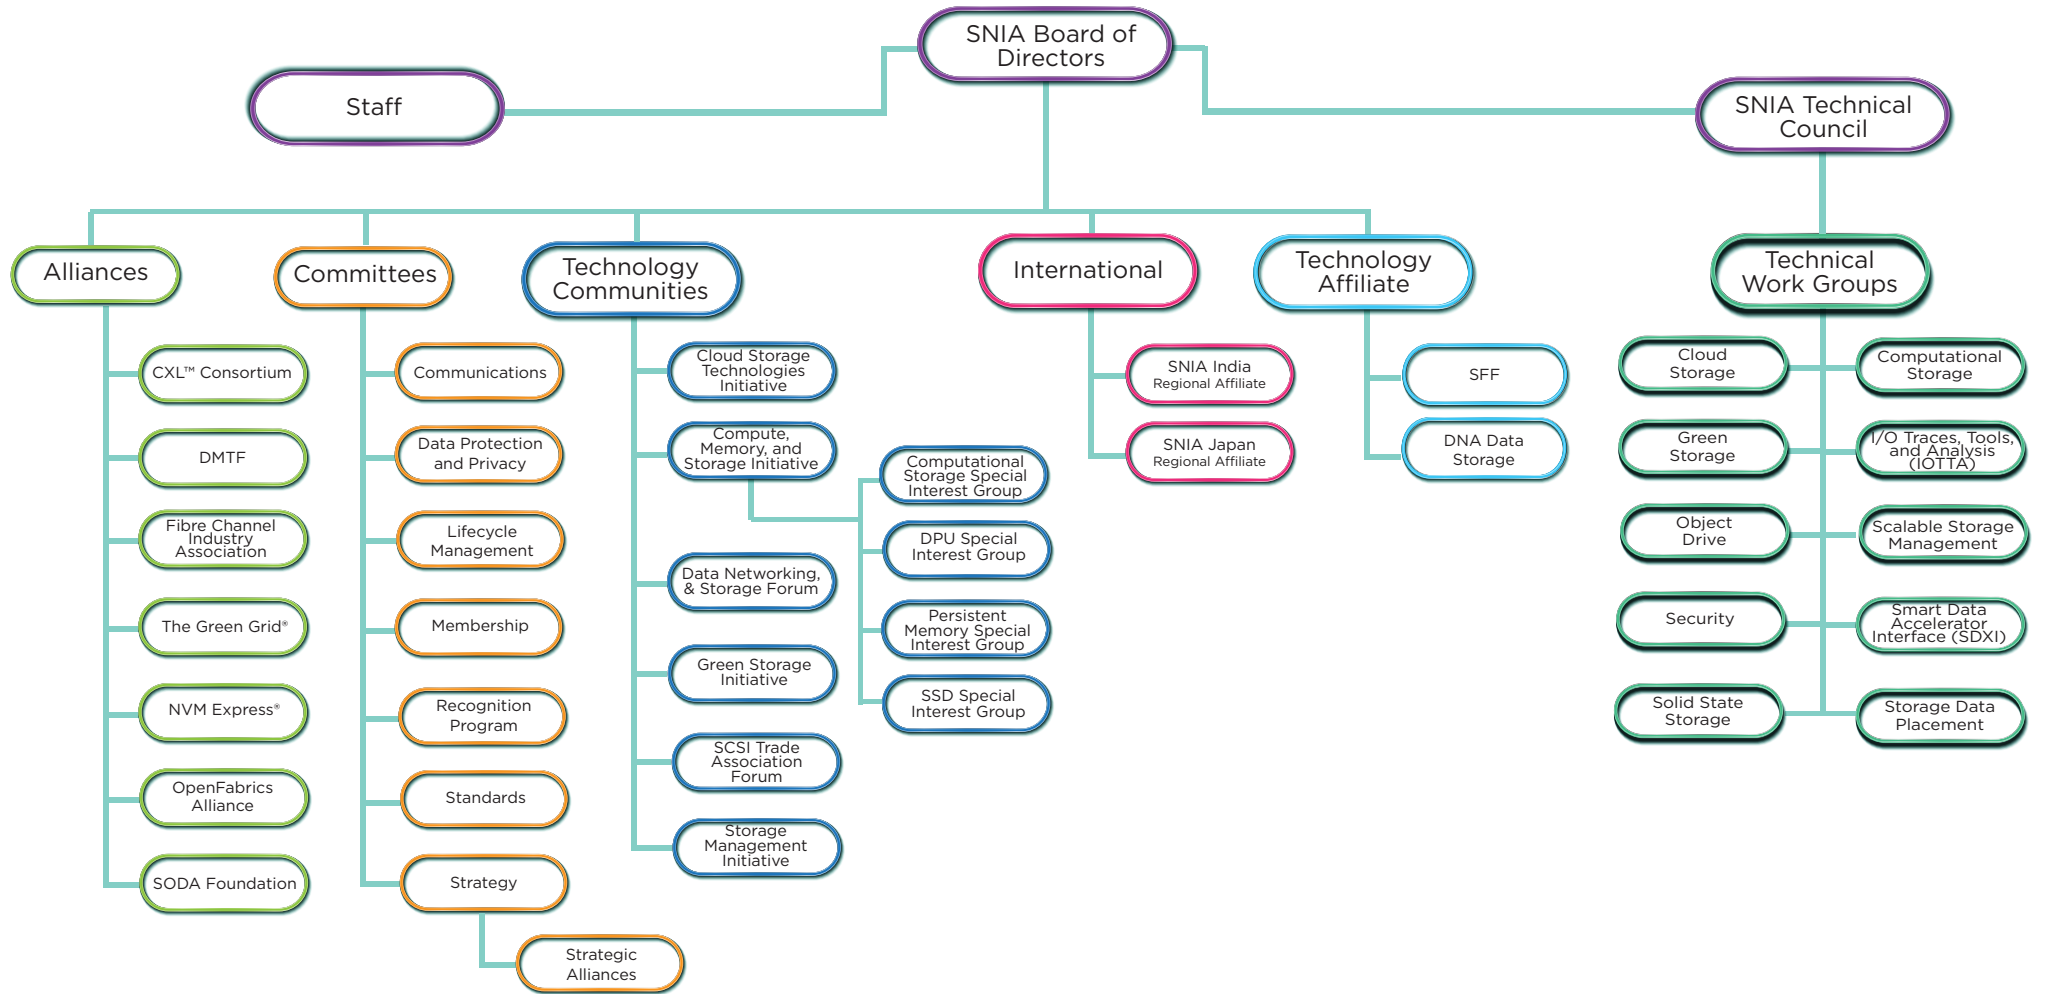 SNIA Board of
Directors
Staff
SNIA Technical
Council
Alliances
CXL™ Consortium
DMTF
Fibre Channel
Industry
Association
The Green Grid®
NVM Express®
OpenFabrics
Alliance
SODA Foundation
Committees
Communications
Data Protection
and Privacy
Lifecycle
Management
Membership
Recognition
Program
Standards
Strategy
Strategic
Alliances
Technology
Communities
Cloud Storage
Technologies
Initiative
Compute,
Memory, and
Storage Initiative
Computational
Storage Special
Interest Group
DPU Special
Interest Group
Persistent
Memory Special
Interest Group
SSD Special
Interest Group
Data Networking,
& Storage Forum
Green Storage
Initiative
SCSI Trade
Association
Forum
Storage
Management
Initiative
International
SNIA India
Regional Affiliate
SNIA Japan
Regional Affiliate
Technology
Affiliate
SFF
DNA Data
Storage
Technical
Work Groups
Cloud
Storage
Computational
Storage
Green
Storage
I/O Traces, Tools,
and Analysis
(IOTTA)
Object
Drive
Scalable Storage
Management
Security
Smart Data
Accelerator
Interface (SDXI)
Solid State
Storage
Storage Data
Placement